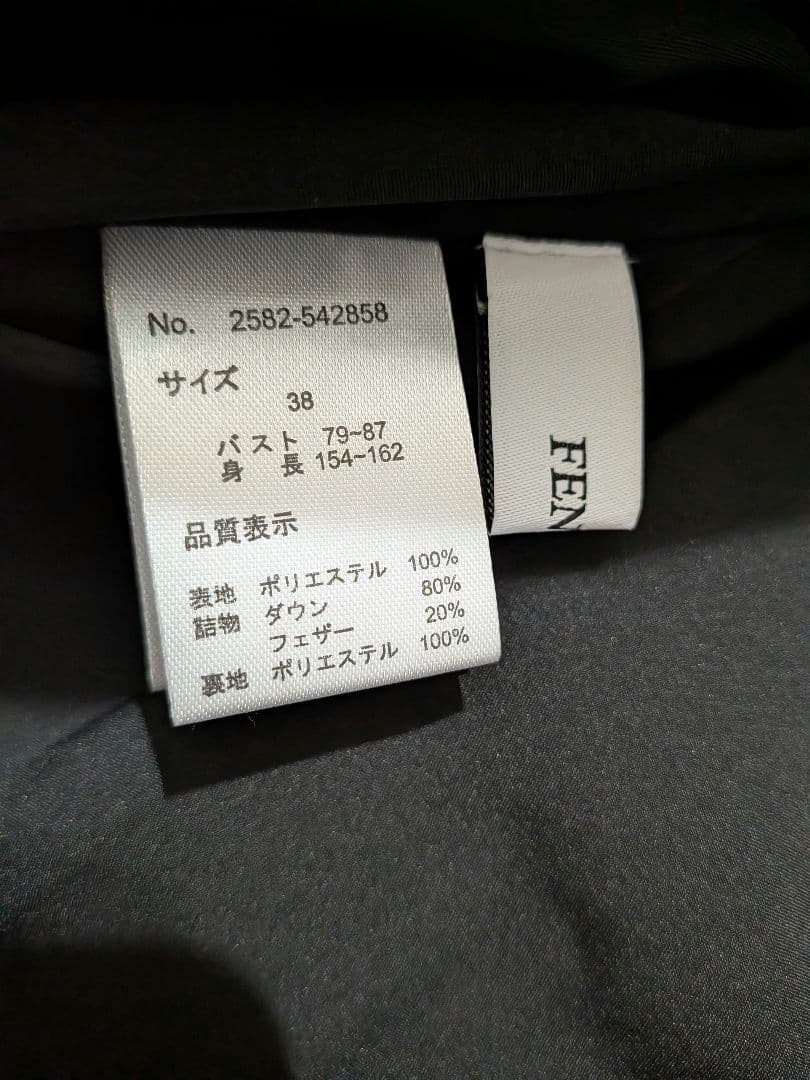 No. 2582-542858
サイズ
38
バスト 79~87
身長 154~162
品質表示
表地 ポリエステル 100%
詰物 ダウン 80%
フェザー 20%
裏地 ポリエステル 100%
FEN